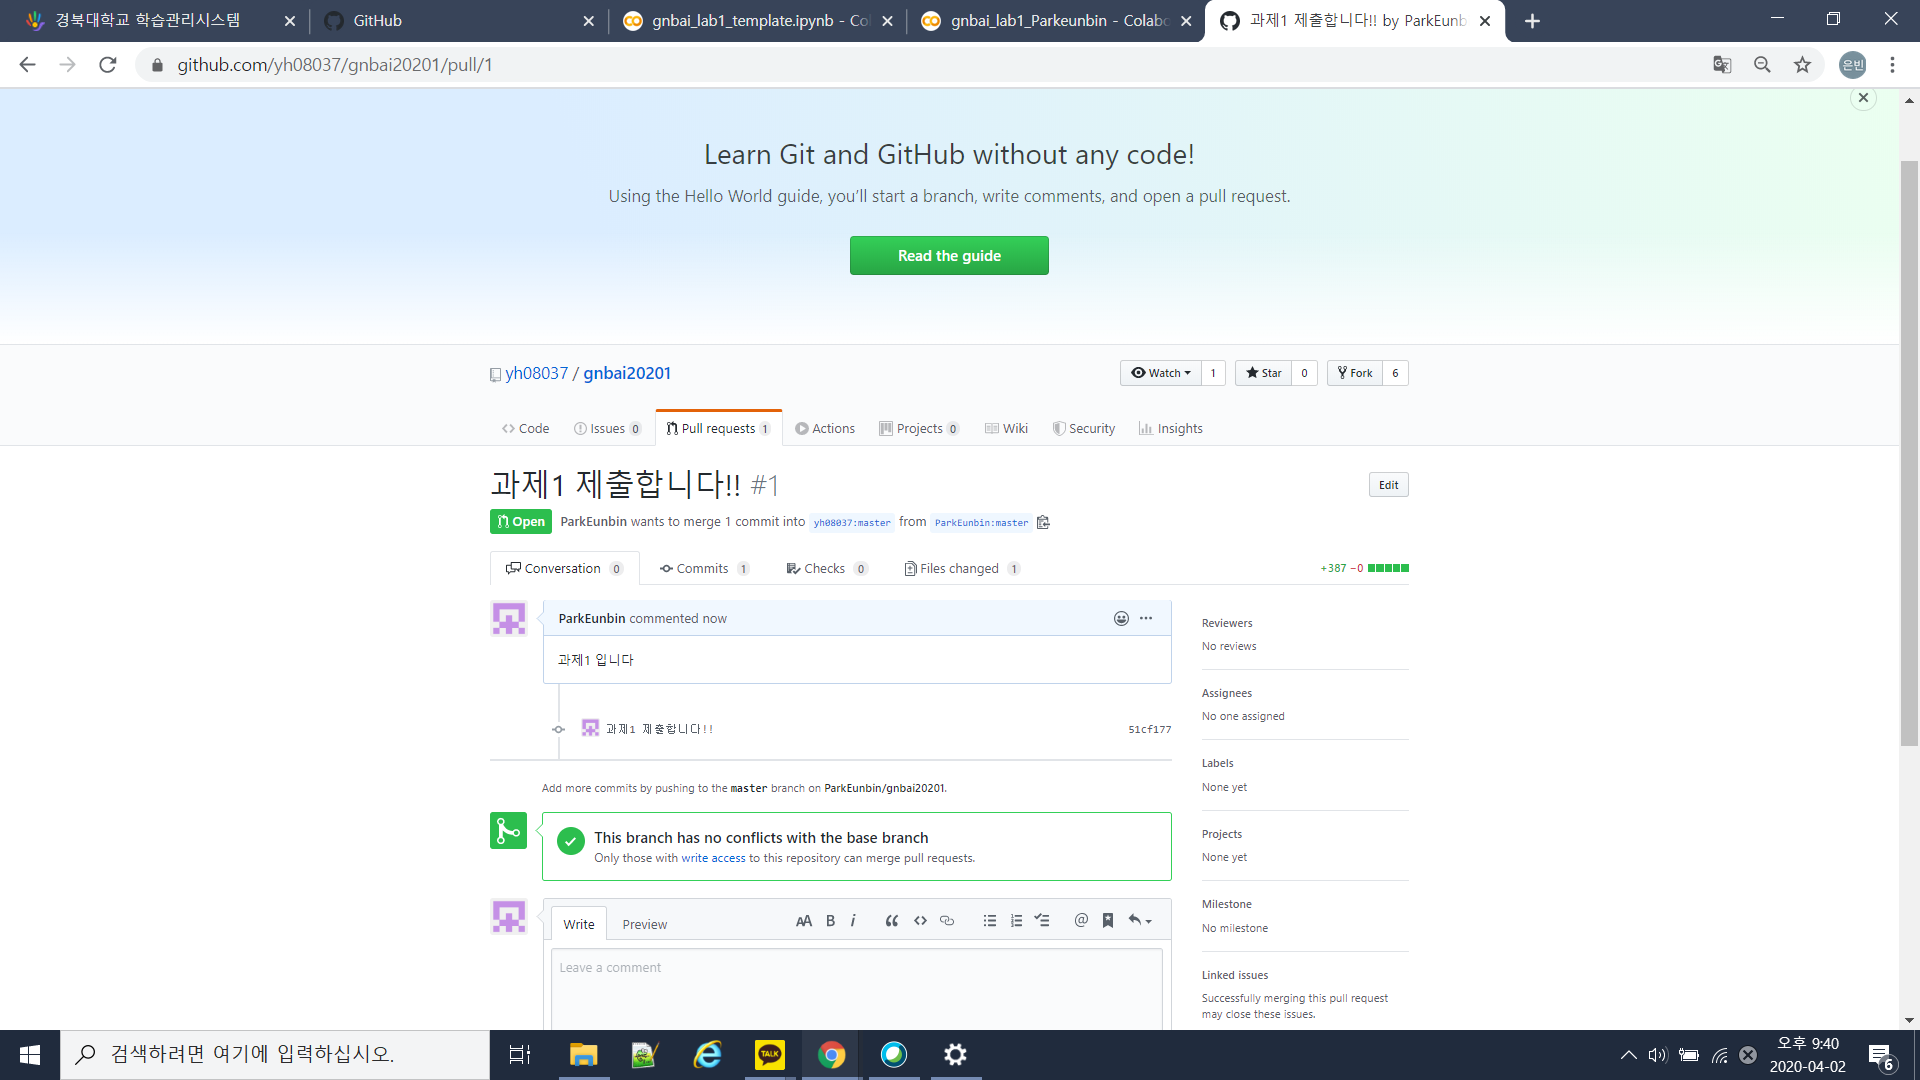 경북대학교 학습관리시스템
GitHub
gnbai_lab1_template.ipynb - Co
gnbai_lab1_Parkeunbin - Colabo
과제1 제출합니다!! by ParkEunb
github.com/yh08037/gnbai20201/pull/1
은빈
Learn Git and GitHub without any code!
Using the Hello World guide, you’ll start a branch, write comments, and open a pull request.
Read the guide
yh08037 / gnbai20201
Watch 1
Star 0
Fork 6
Code
Issues 0
Pull requests 1
Actions
Projects 0
Wiki
Security
Insights
과제1 제출합니다!! #1
Edit
Open
ParkEunbin wants to merge 1 commit into yh08037:master from ParkEunbin:master
Conversation 0
Commits 1
Checks 0
Files changed 1
+387 −0
ParkEunbin commented now
과제1 입니다
과제1 제출합니다!!
51cf177
Add more commits by pushing to the master branch on ParkEunbin/gnbai20201.
This branch has no conflicts with the base branch
Only those with write access to this repository can merge pull requests.
Write
Preview
AA B i
Leave a comment
Reviewers
No reviews
Assignees
No one assigned
Labels
None yet
Projects
None yet
Milestone
No milestone
Linked issues
Successfully merging this pull request
may close these issues.
검색하려면 여기에 입력하십시오.
TALK
오후 9:40
2020-04-02
6